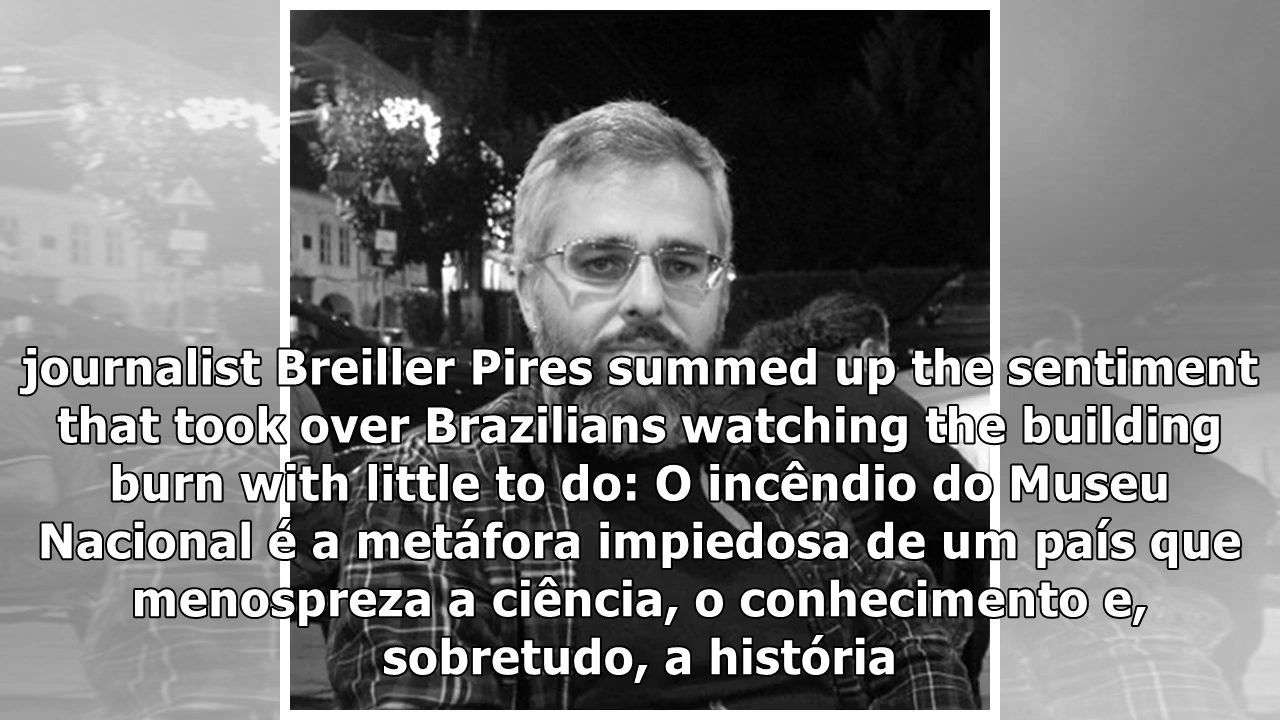 journalist Breiller Pires summed up the sentiment
that took over Brazilians watching the building
burn with little to do: O incêndio do Museu
Nacional é a metáfora impiedosa de um país que
menospreza a ciência, o conhecimento e,
sobretudo, a história